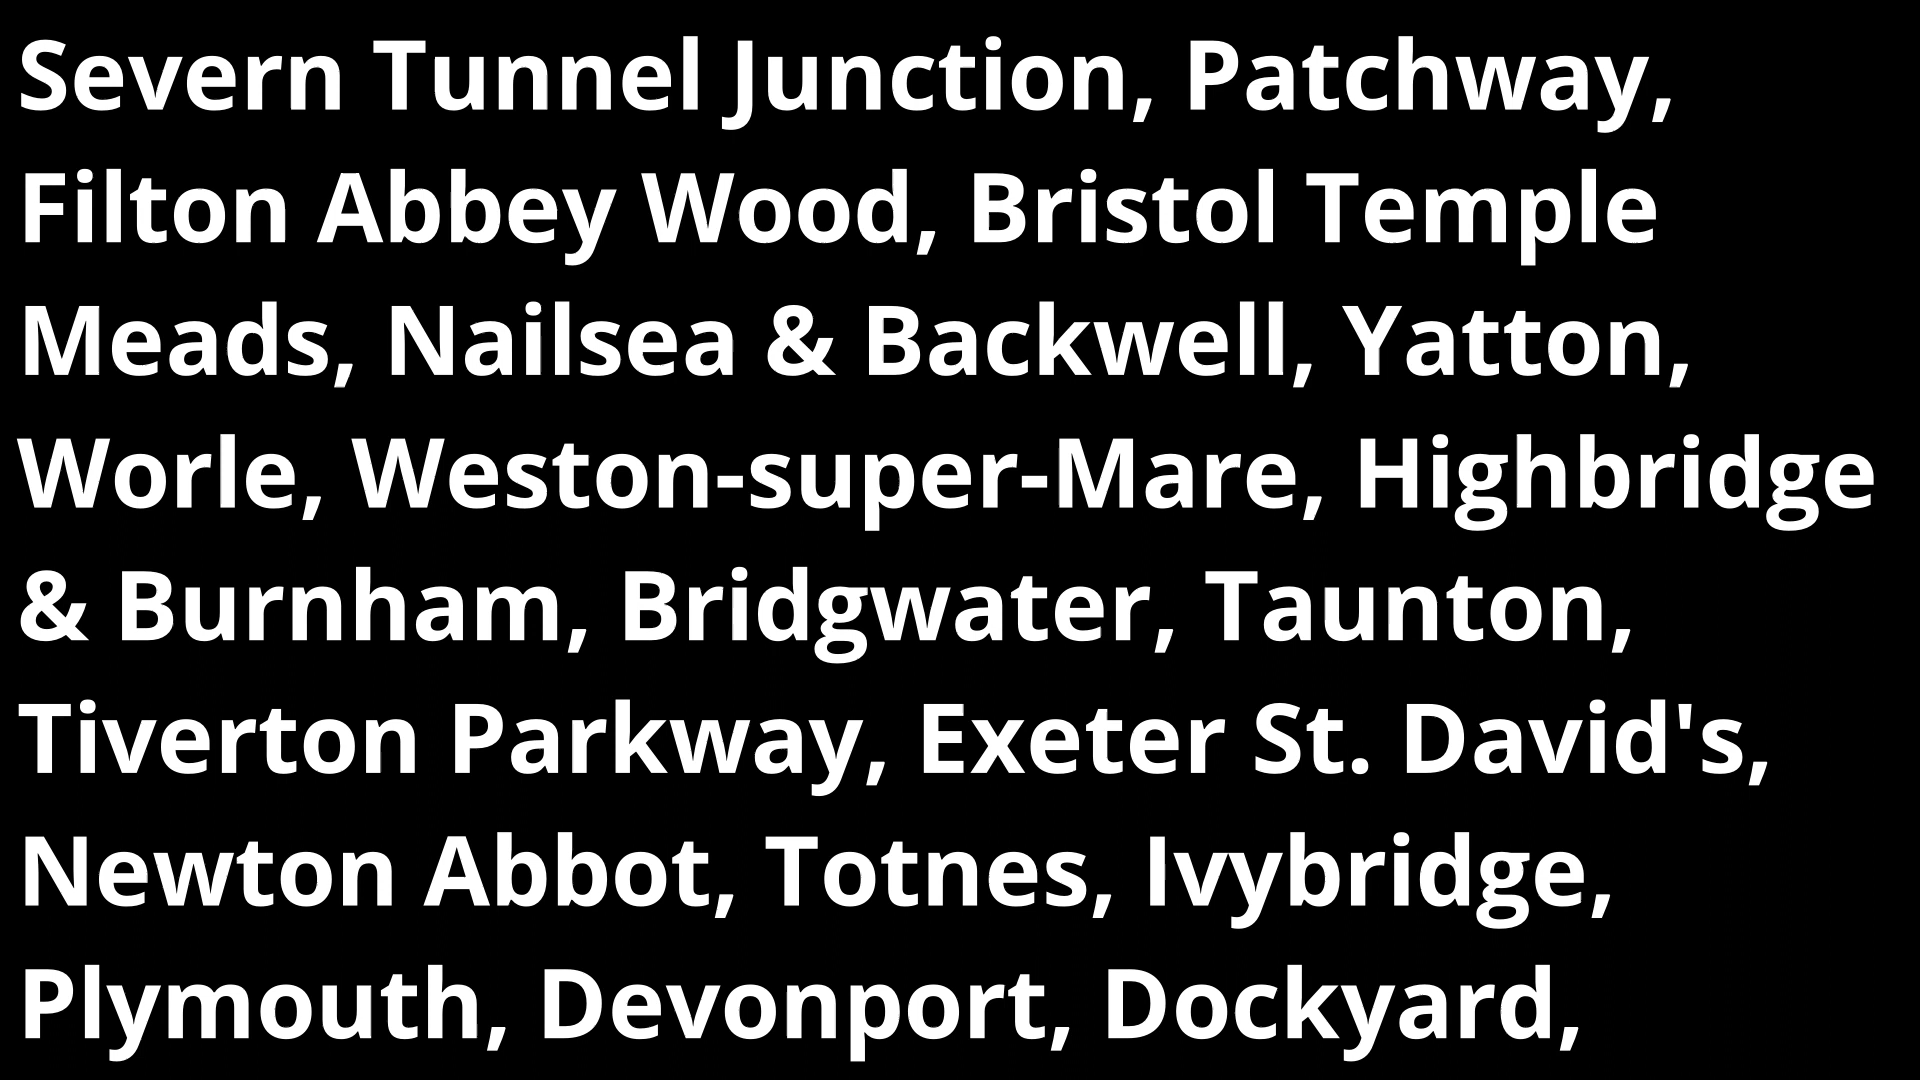 Severn Tunnel Junction, Patchway,
Filton Abbey Wood, Bristol Temple
Meads, Nailsea & Backwell, Yatton,
Worle, Weston-super-Mare, Highbridge
& Burnham, Bridgwater, Taunton,
Tiverton Parkway, Exeter St. David's,
Newton Abbot, Totnes, Ivybridge,
Plymouth, Devonport, Dockyard,